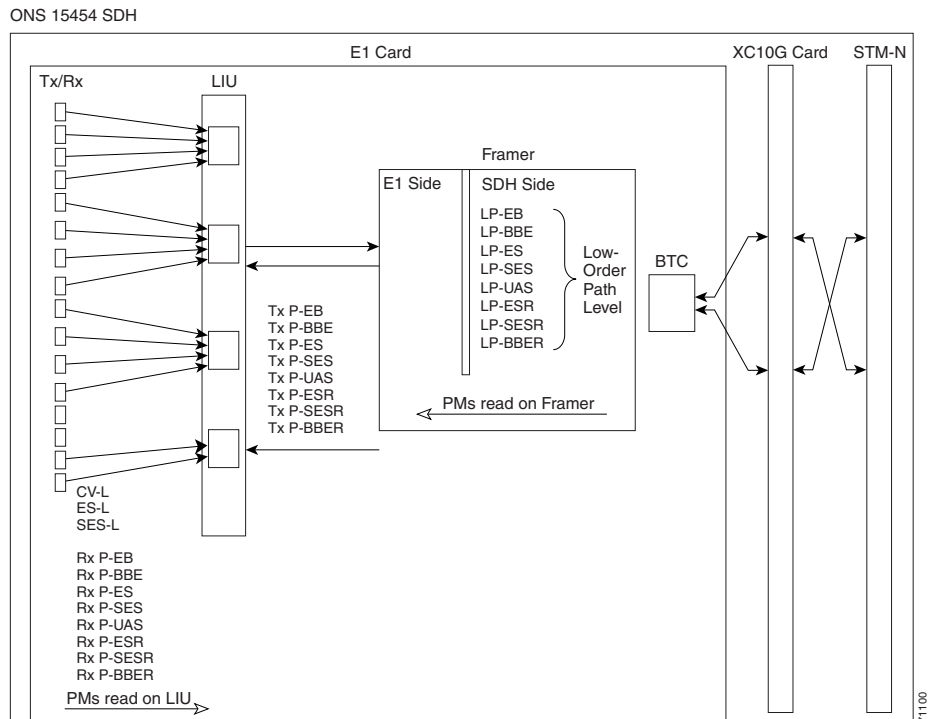 ONS 15454 SDH
E1 Card
XC10G Card
STM-N
Tx/Rx
LIU
Framer
E1 Side
SDH Side
LP-EB
LP-BBE
LP-ES
LP-SES
LP-UAS
LP-ESR
LP-SESR
LP-BBER
Low-
Order
Path
Level
BTC
Tx P-EB
Tx P-BBE
Tx P-ES
Tx P-SES
Tx P-UAS
Tx P-ESR
Tx P-SESR
Tx P-BBER
PMs read on Framer
CV-L
ES-L
SES-L
Rx P-EB
Rx P-BBE
Rx P-ES
Rx P-SES
Rx P-UAS
Rx P-ESR
Rx P-SESR
Rx P-BBER
PMs read on LIU